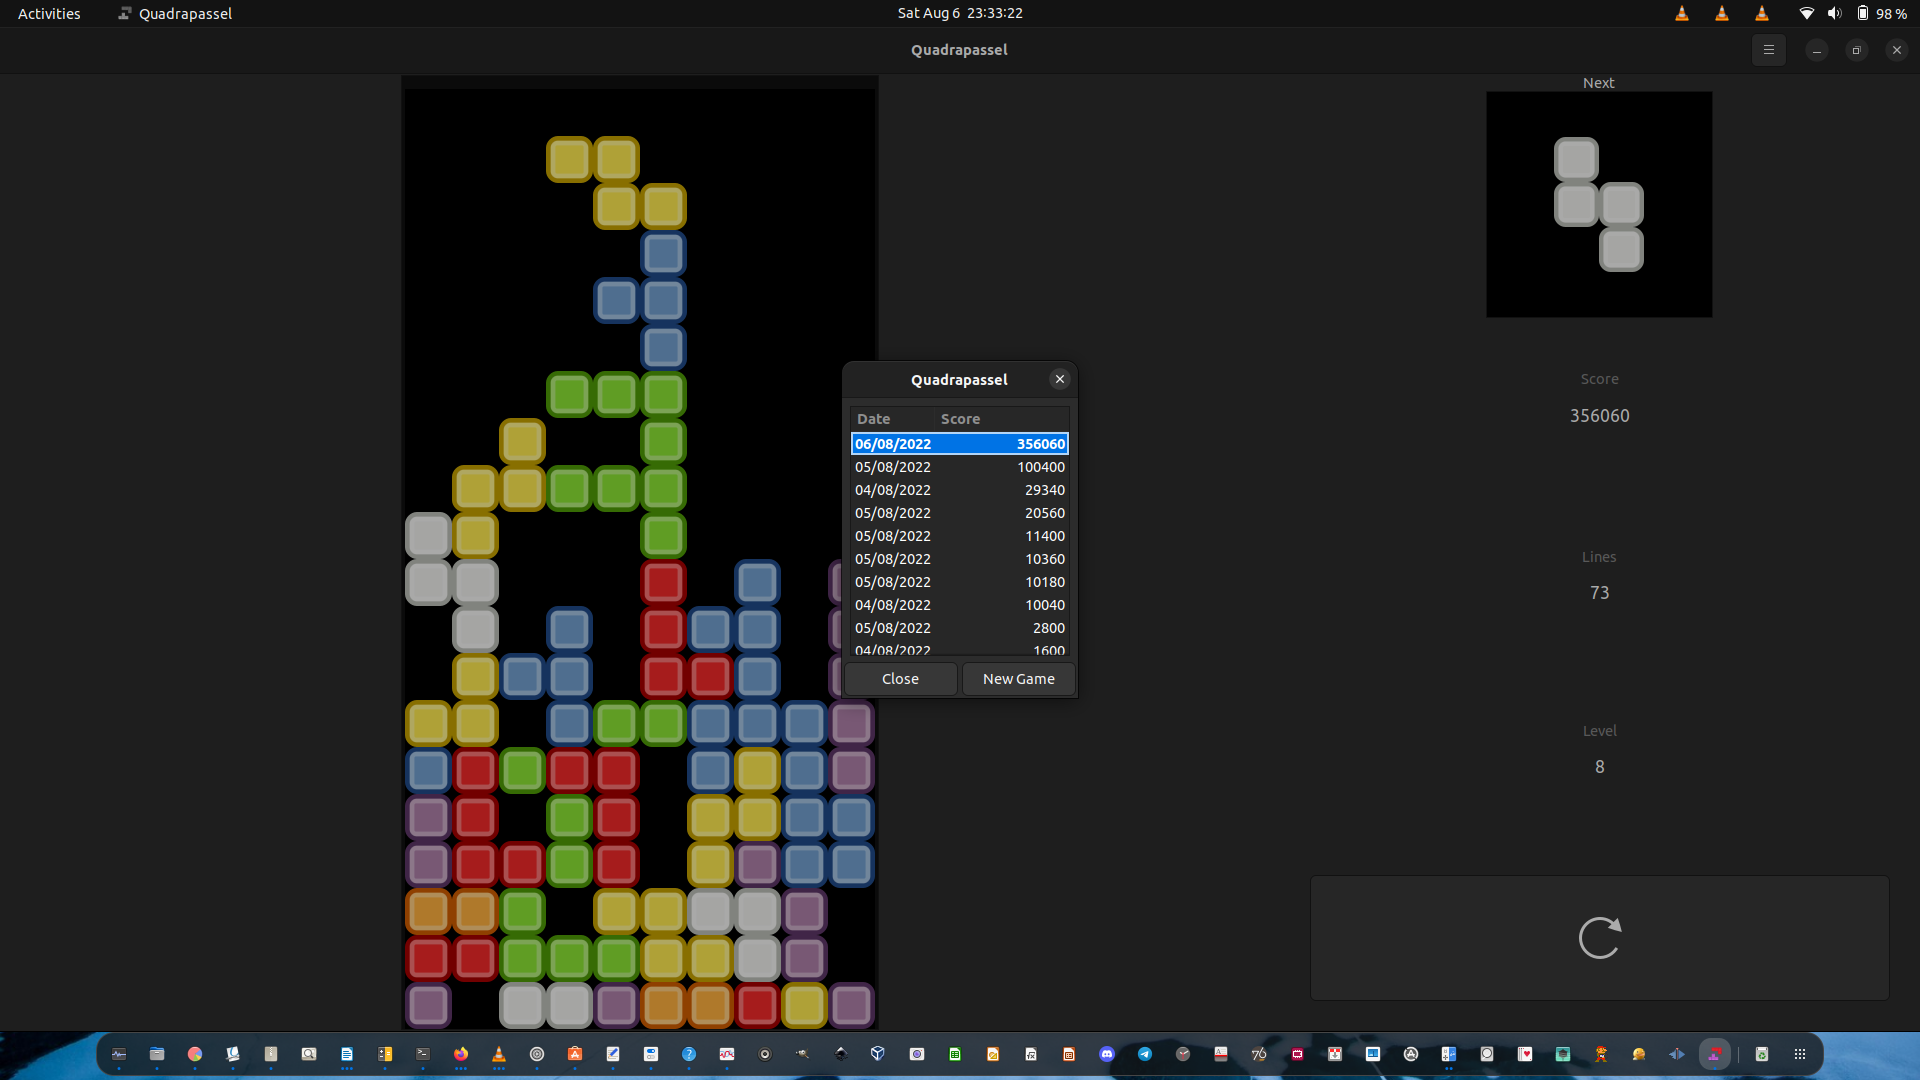 Activities
Quadrapassel
Sat Aug 6 23:33:22
98 %
Quadrapassel
Next
Score
356060
Lines
73
Level
8
Quadrapassel
Date Score
06/08/2022 356060
05/08/2022 100400
04/08/2022 29340
05/08/2022 20560
05/08/2022 11400
05/08/2022 10360
05/08/2022 10180
04/08/2022 10040
05/08/2022 2800
04/08/2022 1600
Close New Game
76